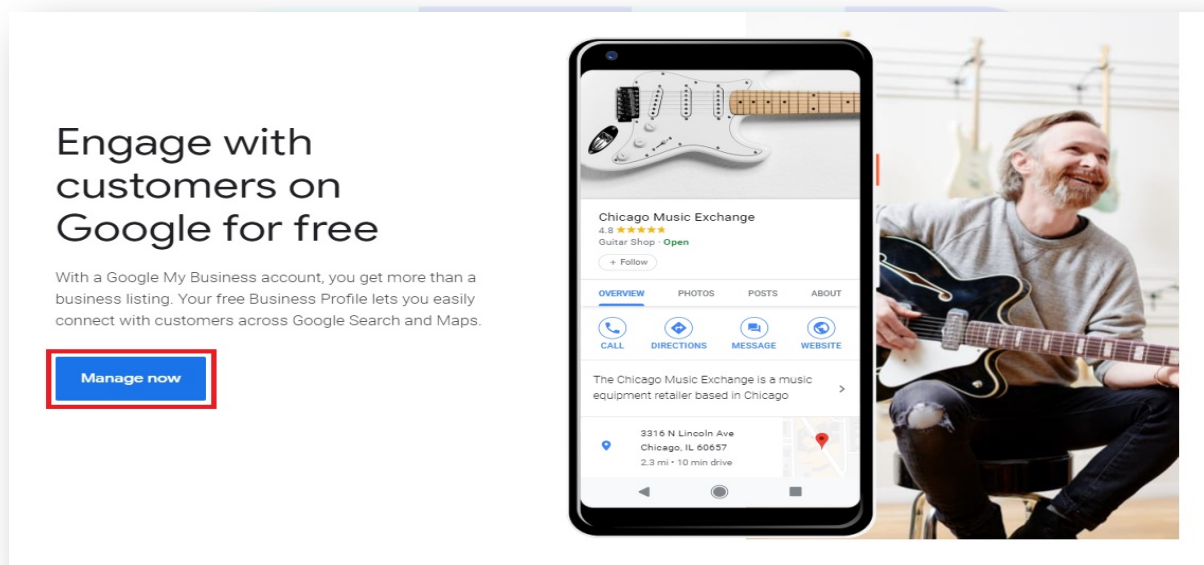 Engage with
customers on
Google for free
With a Google My Business account, you get more than a
business listing. Your free Business Profile lets you easily
connect with customers across Google Search and Maps.
Manage now
Chicago Music Exchange
4.8 ★★★★★
Guitar Shop · Open
+ Follow
OVERVIEW PHOTOS POSTS ABOUT
CALL DIRECTIONS MESSAGE WEBSITE
The Chicago Music Exchange is a music
equipment retailer based in Chicago
3316 N Lincoln Ave
Chicago, IL 60657
2.3 mi • 10 min drive